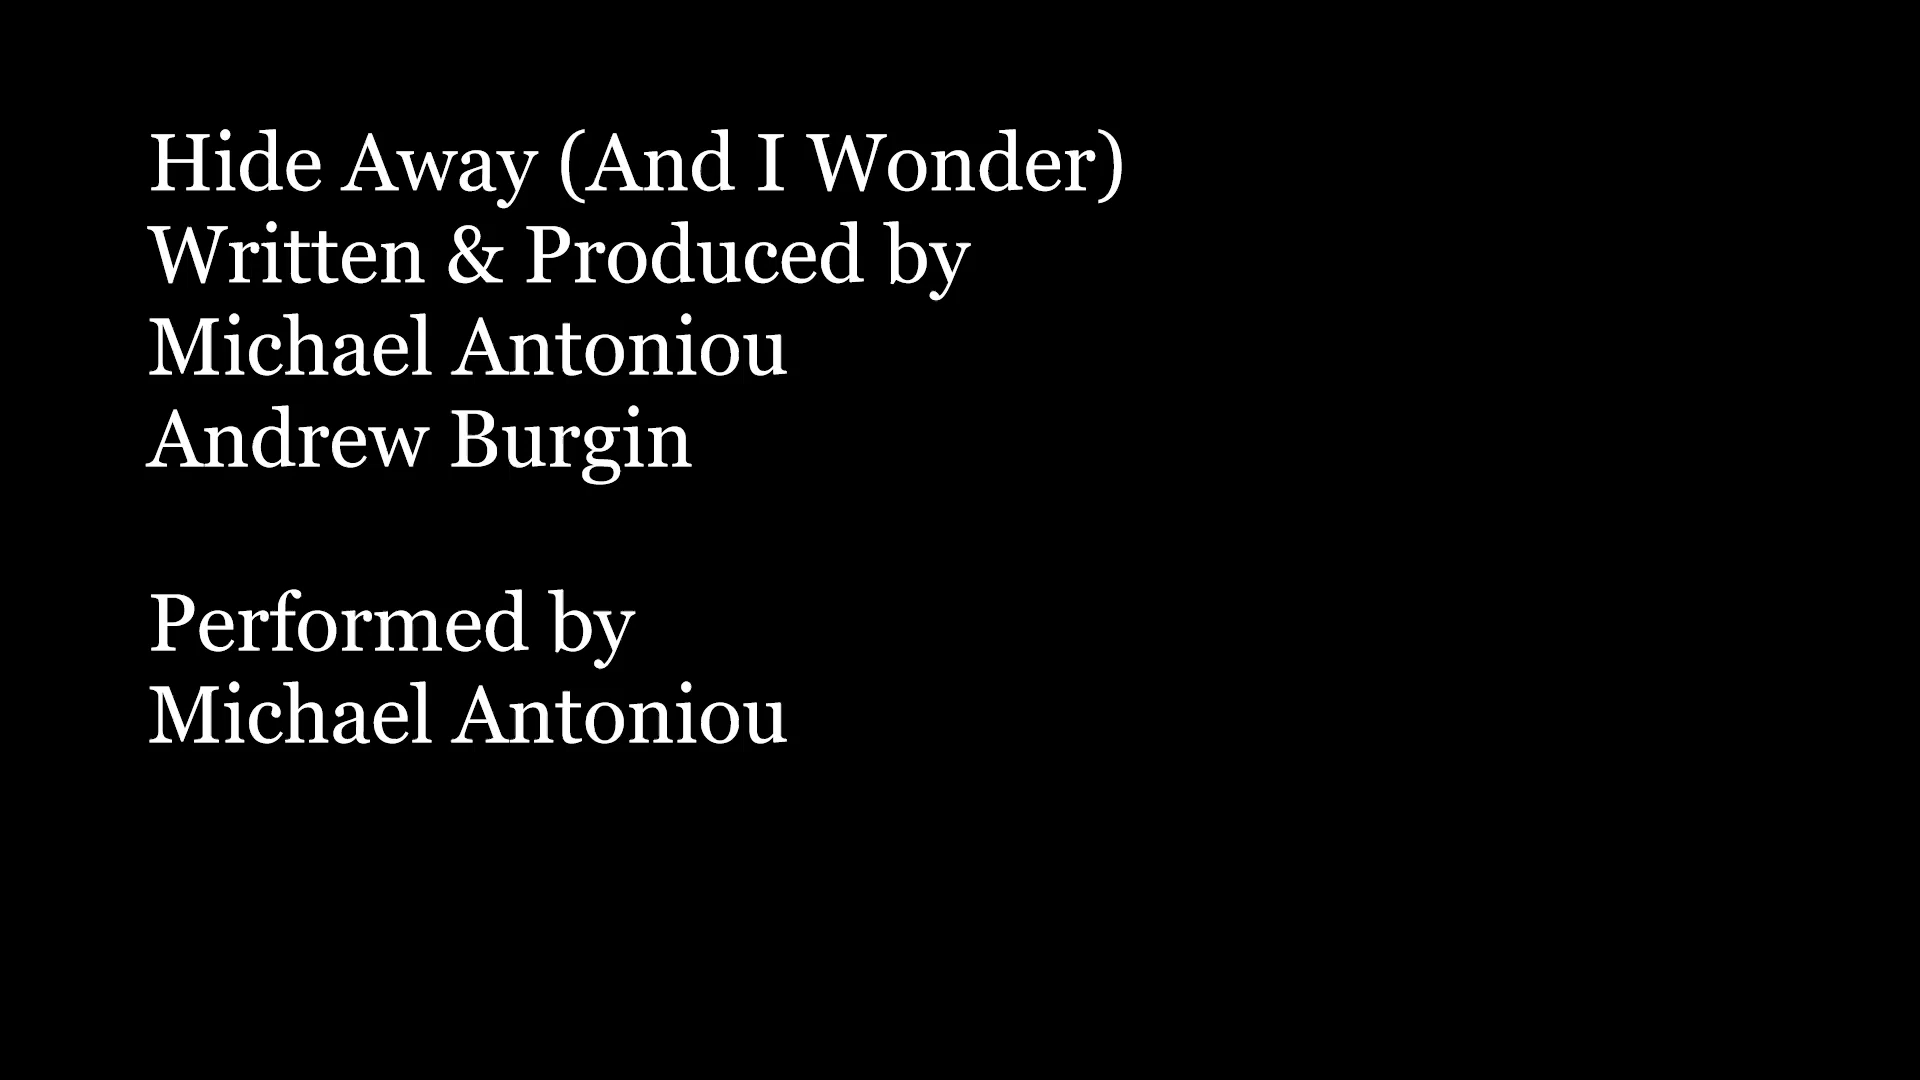 Hide Away (And I Wonder)
Written & Produced by
Michael Antoniou
Andrew Burgin
Performed by
Michael Antoniou